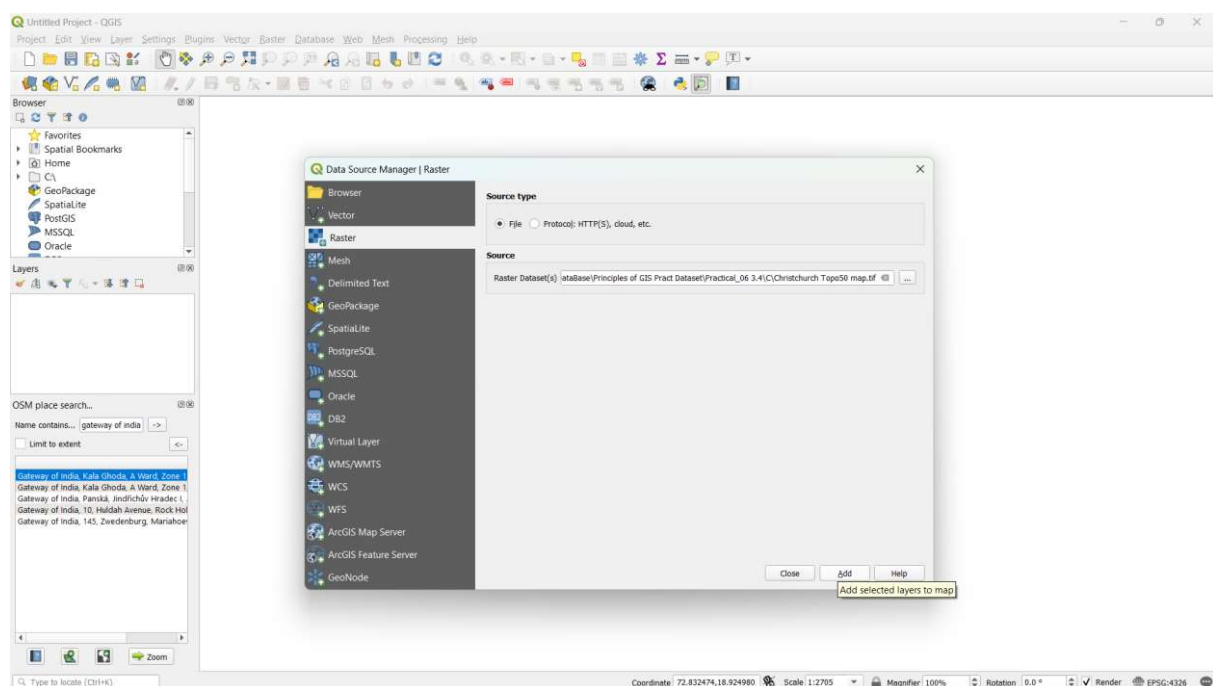 Untitled Project - QGIS
Project Edit View Layer Settings Plugins Vector Raster Database Web Mesh Processing Help
Browser
Favorites
Spatial Bookmarks
Home
C:\
GeoPackage
SpatiaLite
PostGIS
MSSQL
Oracle
Layers
OSM place search...
Name contains... gateway of india ->
Limit to extent <-
Gateway of India, Kala Ghoda, A Ward, Zone 1
Gateway of India, Kala Ghoda, A Ward, Zone 1,
Gateway of India, Panská, Jindřichův Hradec I,
Gateway of India, 10, Huldah Avenue, Rock Hol
Gateway of India, 145, Zwedenburg, Mariahoe
Zoom
Data Source Manager | Raster
Browser
Vector
Raster
Mesh
Delimited Text
GeoPackage
SpatiaLite
PostgreSQL
MSSQL
Oracle
DB2
Virtual Layer
WMS/WMTS
WCS
WFS
ArcGIS Map Server
ArcGIS Feature Server
GeoNode
Source type
File Protocol: HTTP(S), cloud, etc.
Source
Raster Dataset(s) ataBase\Principles of GIS Pract Dataset\Practical_06 3.4\C\Christchurch Topo50 map.tif ...
Close Add Help
Add selected layers to map
Type to locate (Ctrl+K) Coordinate 72.832474,18.924980 Scale 1:2705 Magnifier 100% Rotation 0.0 ° Render EPSG:4326